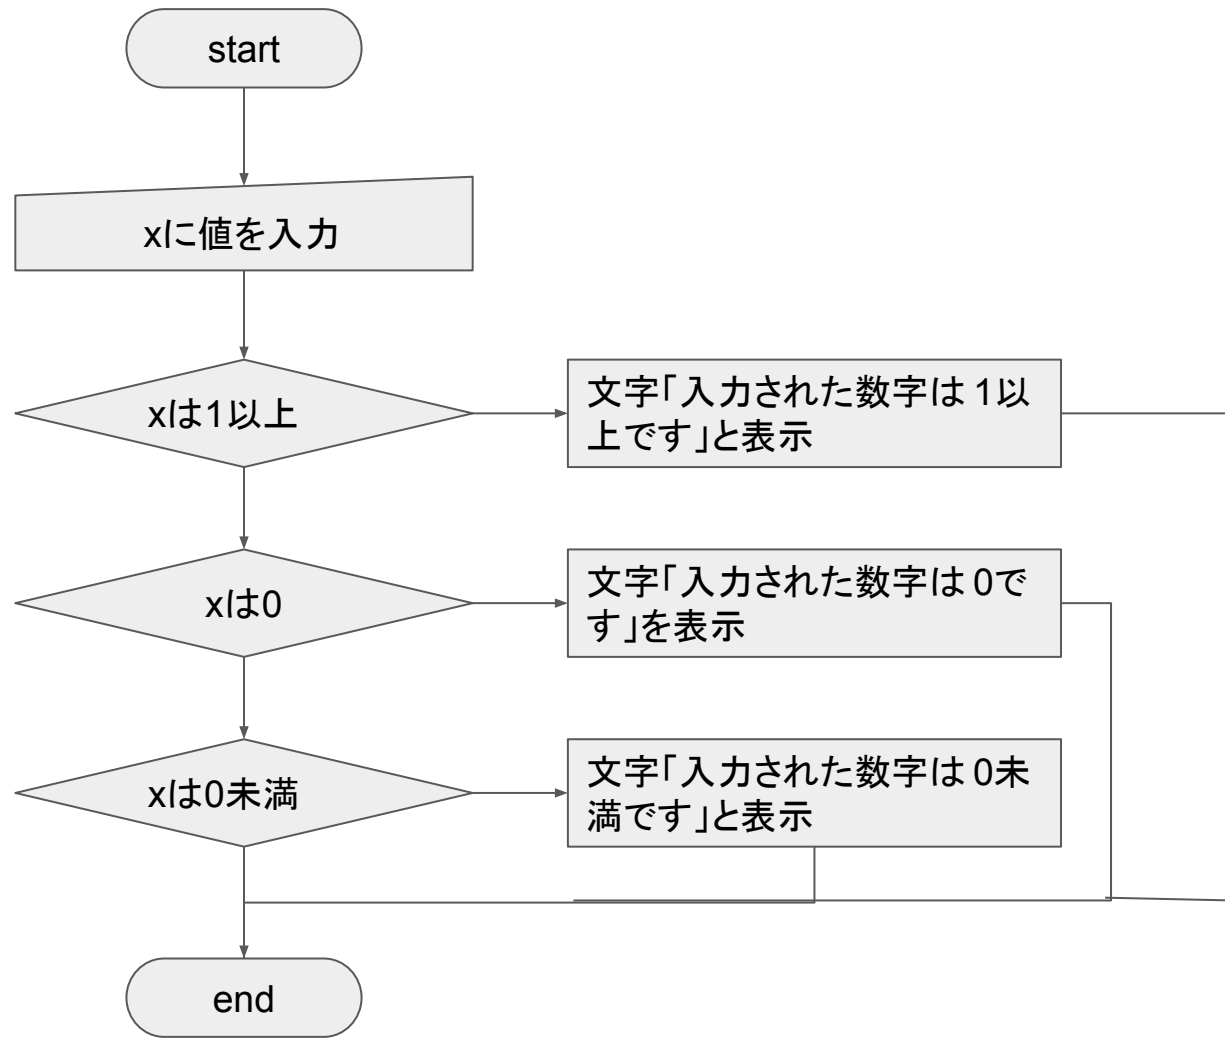 start
xに値を入力
xは1以上
文字「入力された数字は1以
上です」と表示
xは0
文字「入力された数字は0で
す」を表示
xは0未満
文字「入力された数字は0未
満です」と表示
end